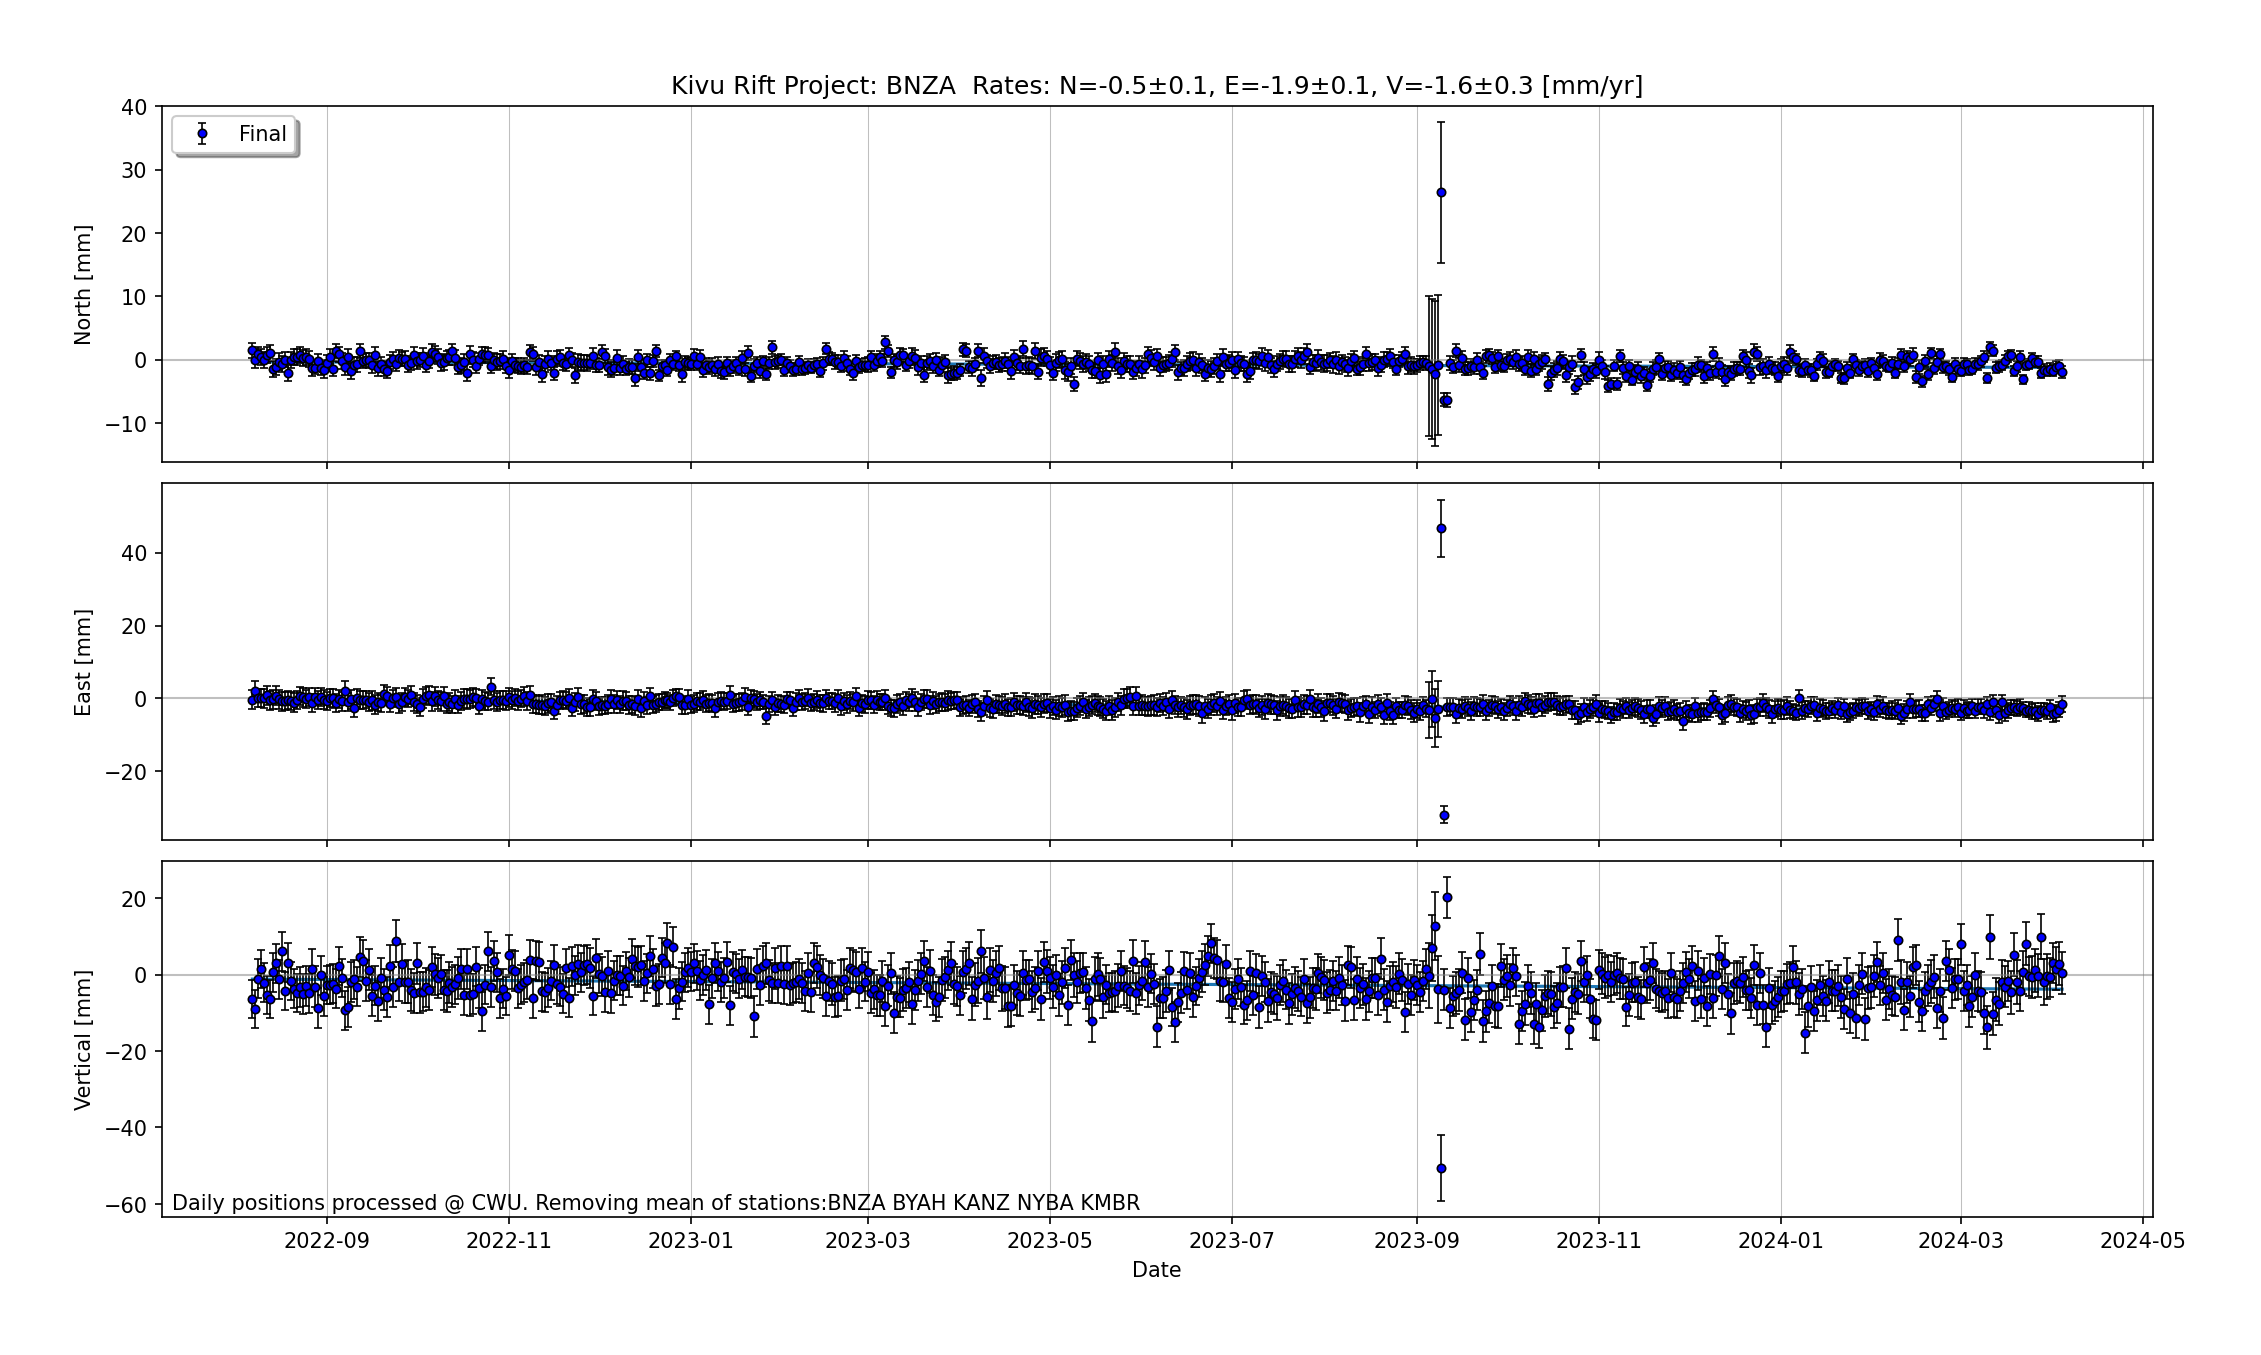 Kivu Rift Project: BNZA  Rates: N=-0.5±0.1, E=-1.9±0.1, V=-1.6±0.3 [mm/yr]
Final
North [mm]
40
30
20
10
0
−10
East [mm]
40
20
0
−20
Vertical [mm]
20
0
−20
−40
−60
Daily positions processed @ CWU. Removing mean of stations:BNZA BYAH KANZ NYBA KMBR
2022-09 2022-11 2023-01 2023-03 2023-05 2023-07 2023-09 2023-11 2024-01 2024-03 2024-05
Date